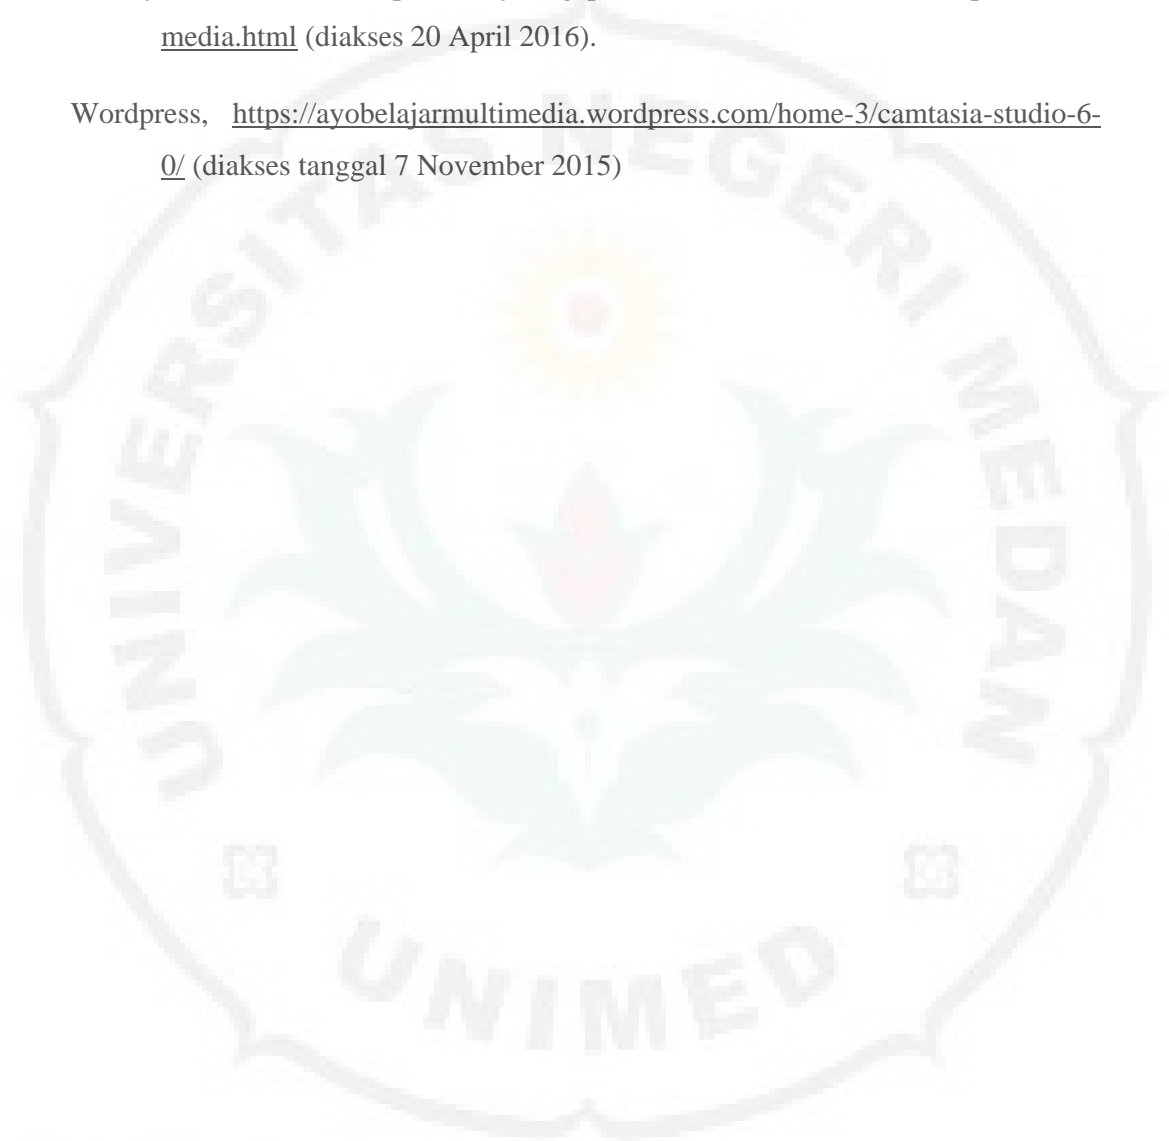 media.html (diakses 20 April 2016).
Wordpress, https://ayobelajarmultimedia.wordpress.com/home-3/camtasia-studio-6-
0/ (diakses tanggal 7 November 2015)
UNIVERSITAS NEGERI MEDAN
UNIMED